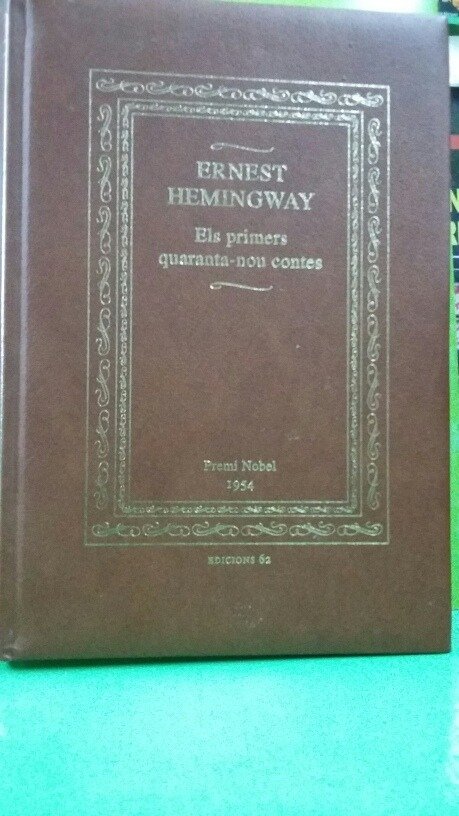 ERNEST
HEMINGWAY
Els primers
quaranta-nou contes
Premi Nobel
1954
EDICIONS 62